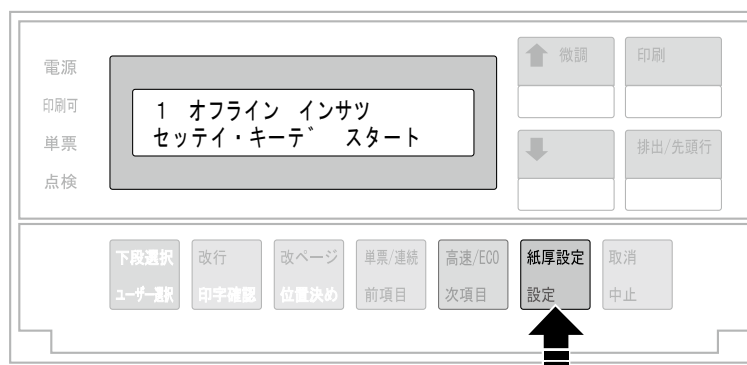 電源
印刷可
単票
点検
1 オフライン インサツ
セッテイ・キーデ スタート
微調
印刷
排出/先頭行
下段選択
ユーザー選択
改行
印字確認
改ページ
位置決め
単票/連続
前項目
高速/ECO
次項目
紙厚設定
設定
取消
中止